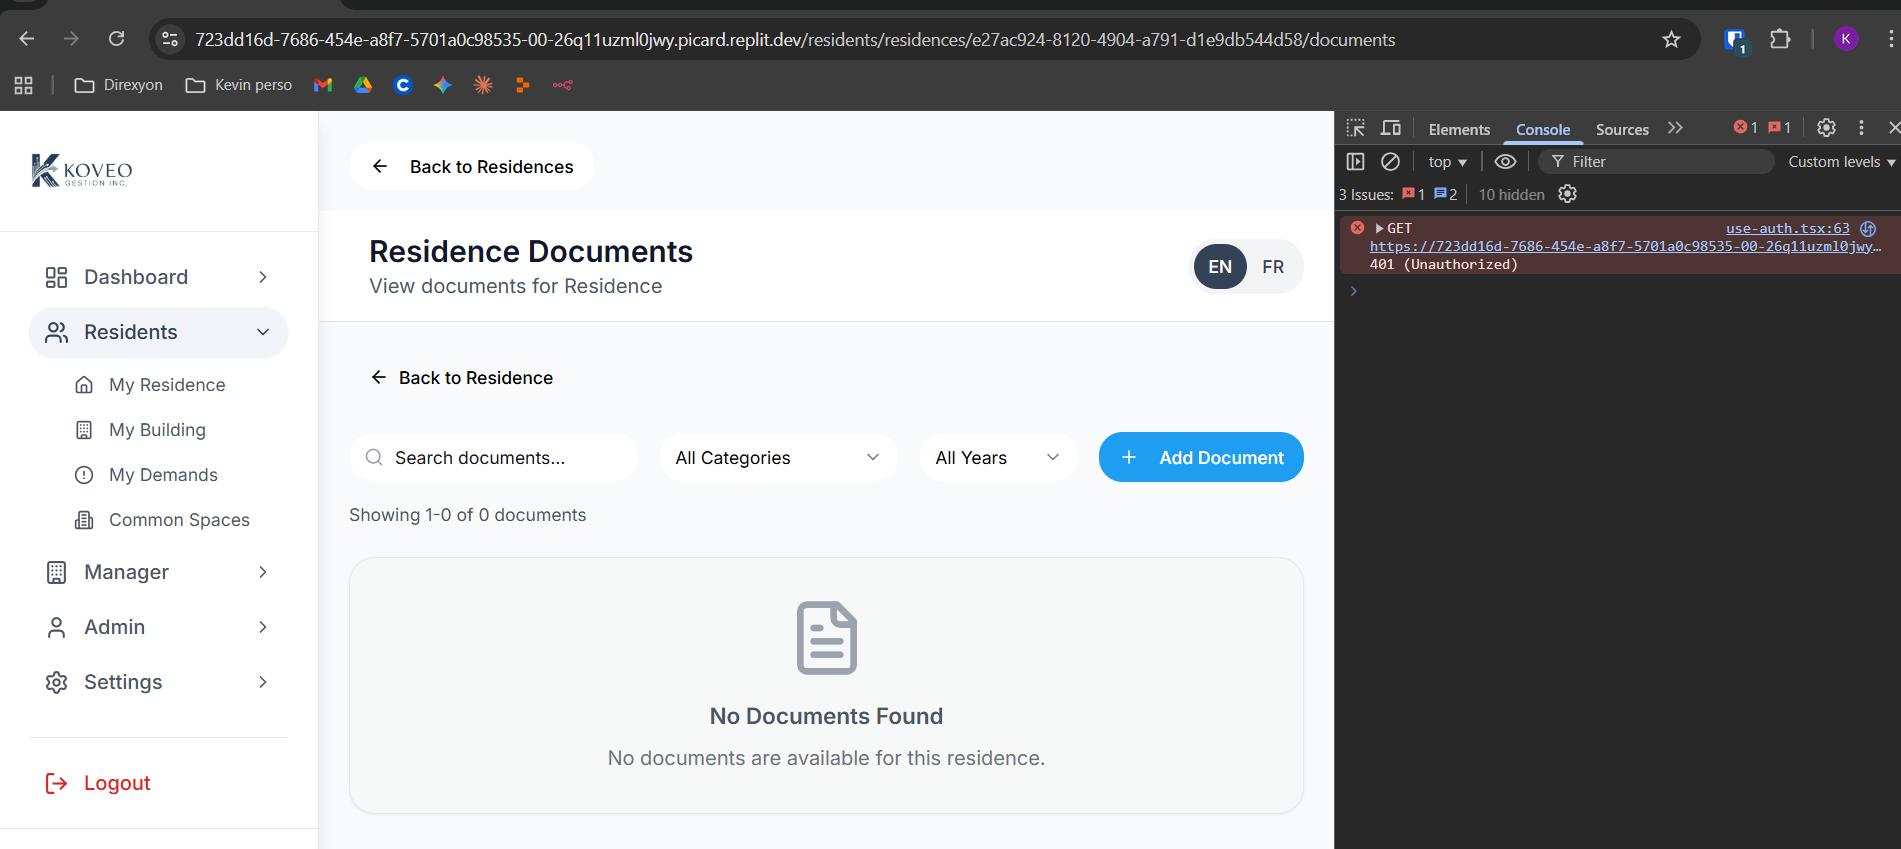 723dd16d-7686-454e-a8f7-5701a0c98535-00-26q11uzml0jwy.picard.replit.dev/residents/residences/e27ac924-8120-4904-a791-d1e9db544d58/documents
1
K
Direxyon
Kevin perso
KOVEO
GESTION INC.
Dashboard
Residents
My Residence
My Building
My Demands
Common Spaces
Manager
Admin
Settings
Logout
Back to Residences
Residence Documents
View documents for Residence
EN FR
Back to Residence
Search documents...
All Categories
All Years
+ Add Document
Showing 1-0 of 0 documents
No Documents Found
No documents are available for this residence.
Elements Console Sources 1 1
top Filter Custom levels
3 Issues: 1 2 10 hidden
GET use-auth.tsx:63
https://723dd16d-7686-454e-a8f7-5701a0c98535-00-26q11uzml0jwy…
401 (Unauthorized)